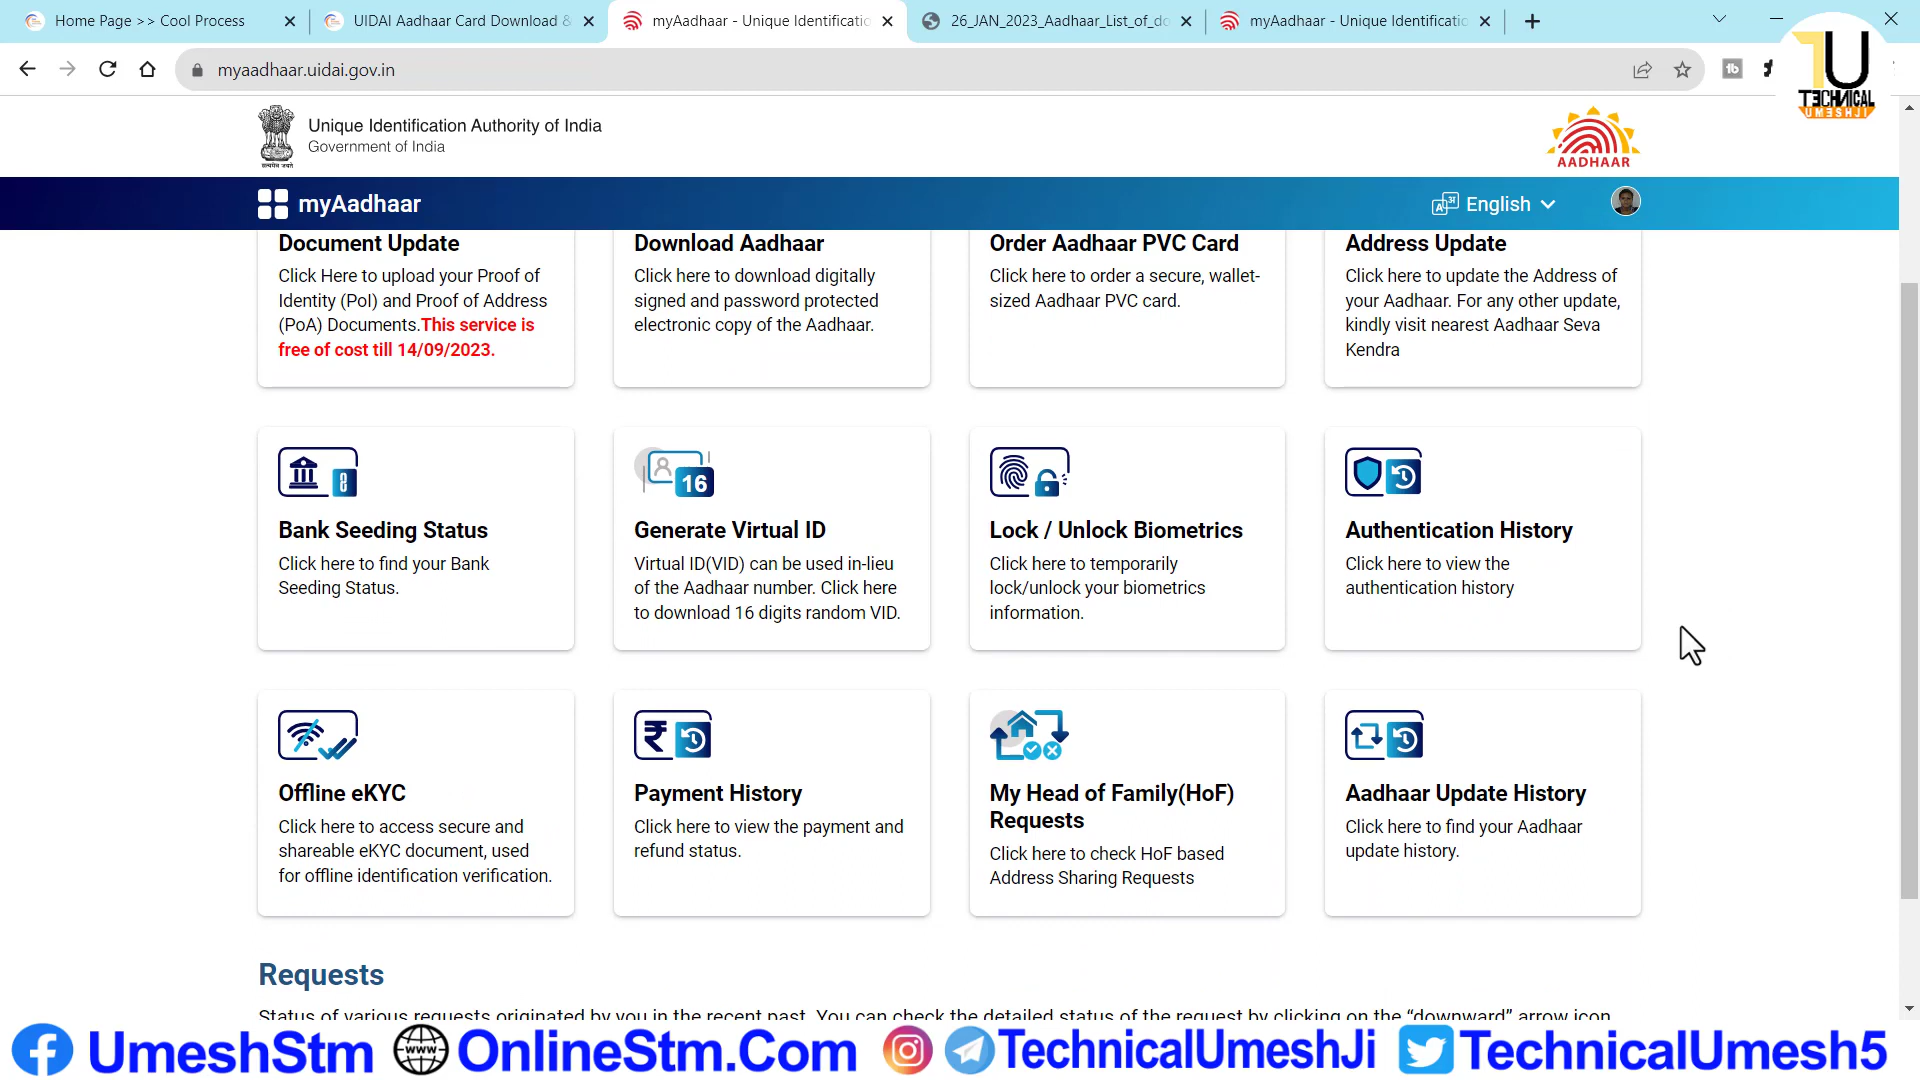 Home Page >> Cool Process
UIDAI Aadhaar Card Download &
myAadhaar - Unique Identificatio
26_JAN_2023_Aadhaar_List_of_do
myAadhaar - Unique Identificatio
myaadhaar.uidai.gov.in
TU
TECHNICAL
UMESHJI
सत्यमेव जयते
Unique Identification Authority of India
Government of India
AADHAAR
myAadhaar
English
Document Update
Click Here to upload your Proof of
Identity (PoI) and Proof of Address
(PoA) Documents.This service is
free of cost till 14/09/2023.
Download Aadhaar
Click here to download digitally
signed and password protected
electronic copy of the Aadhaar.
Order Aadhaar PVC Card
Click here to order a secure, wallet-
sized Aadhaar PVC card.
Address Update
Click here to update the Address of
your Aadhaar. For any other update,
kindly visit nearest Aadhaar Seva
Kendra
Bank Seeding Status
Click here to find your Bank
Seeding Status.
16
Generate Virtual ID
Virtual ID(VID) can be used in-lieu
of the Aadhaar number. Click here
to download 16 digits random VID.
Lock / Unlock Biometrics
Click here to temporarily
lock/unlock your biometrics
information.
Authentication History
Click here to view the
authentication history
Offline eKYC
Click here to access secure and
shareable eKYC document, used
for offline identification verification.
₹
Payment History
Click here to view the payment and
refund status.
My Head of Family(HoF)
Requests
Click here to check HoF based
Address Sharing Requests
Aadhaar Update History
Click here to find your Aadhaar
update history.
Requests
Status of various requests originated by you in the recent past. You can check the detailed status of the request by clicking on the “downward” arrow icon
UmeshStm
www
OnlineStm.Com
TechnicalUmeshJi
TechnicalUmesh5